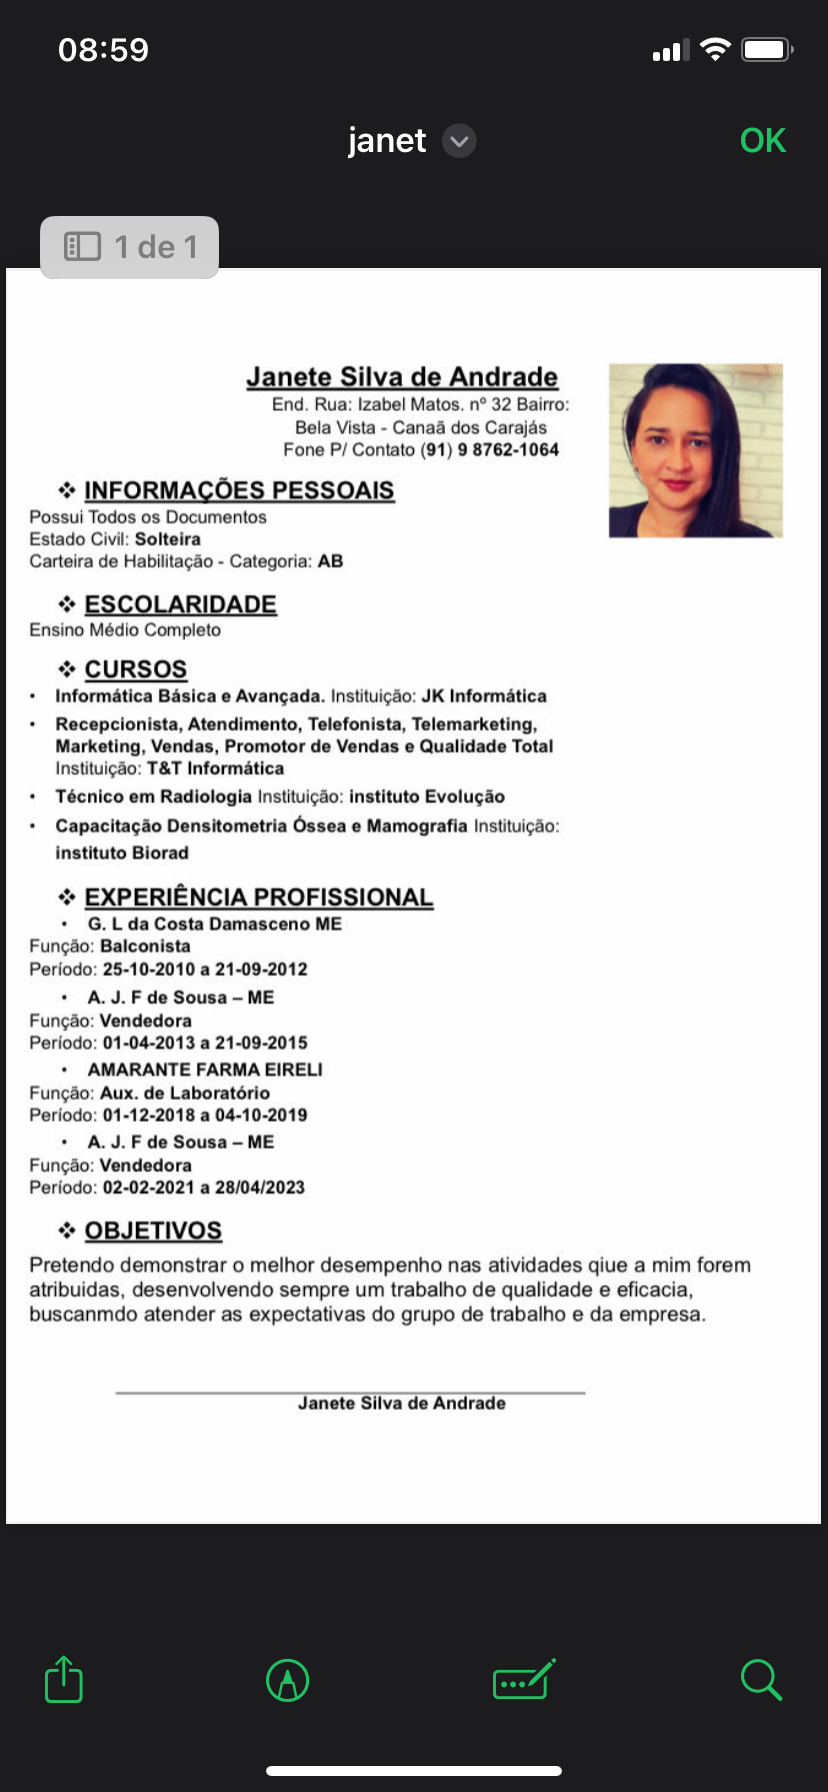 08:59
janet
OK
1 de 1
Janete Silva de Andrade
End. Rua: Izabel Matos. nº 32 Bairro:
Bela Vista - Canaã dos Carajás
Fone P/ Contato (91) 9 8762-1064
❖ INFORMAÇÕES PESSOAIS
Possui Todos os Documentos
Estado Civil: Solteira
Carteira de Habilitação - Categoria: AB
❖ ESCOLARIDADE
Ensino Médio Completo
❖ CURSOS
• Informática Básica e Avançada. Instituição: JK Informática
• Recepcionista, Atendimento, Telefonista, Telemarketing,
Marketing, Vendas, Promotor de Vendas e Qualidade Total
Instituição: T&T Informática
• Técnico em Radiologia Instituição: instituto Evolução
• Capacitação Densitometria Óssea e Mamografia Instituição:
instituto Biorad
❖ EXPERIÊNCIA PROFISSIONAL
• G. L da Costa Damasceno ME
Função: Balconista
Período: 25-10-2010 a 21-09-2012
• A. J. F de Sousa – ME
Função: Vendedora
Período: 01-04-2013 a 21-09-2015
• AMARANTE FARMA EIRELI
Função: Aux. de Laboratório
Período: 01-12-2018 a 04-10-2019
• A. J. F de Sousa – ME
Função: Vendedora
Período: 02-02-2021 a 28/04/2023
❖ OBJETIVOS
Pretendo demonstrar o melhor desempenho nas atividades qiue a mim forem
atribuidas, desenvolvendo sempre um trabalho de qualidade e eficacia,
buscanmdo atender as expectativas do grupo de trabalho e da empresa.
Janete Silva de Andrade